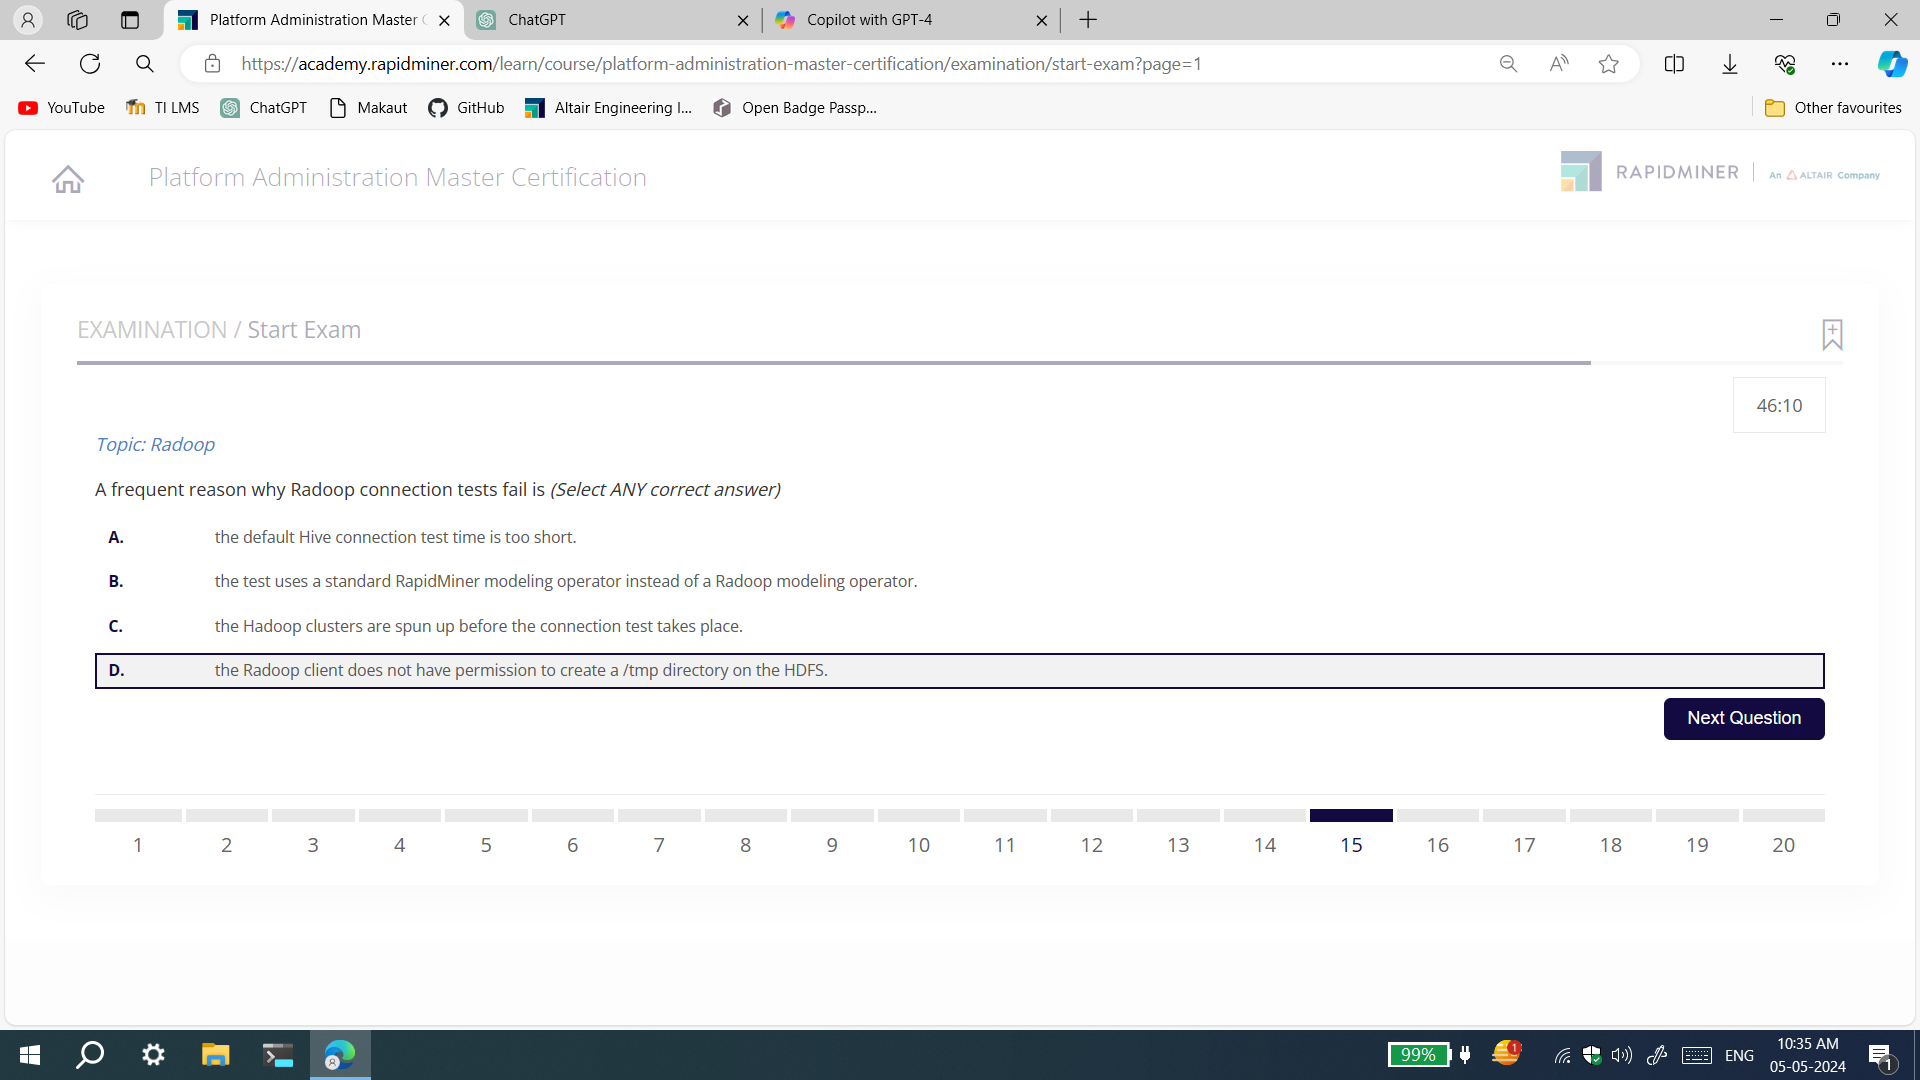 Platform Administration Master C
ChatGPT
Copilot with GPT-4
https://academy.rapidminer.com/learn/course/platform-administration-master-certification/examination/start-exam?page=1
YouTube
TI LMS
ChatGPT
Makaut
GitHub
Altair Engineering I...
Open Badge Passp...
Other favourites
Platform Administration Master Certification
RAPIDMINER
An ALTAIR Company
EXAMINATION / Start Exam
46:10
Topic: Radoop
A frequent reason why Radoop connection tests fail is (Select ANY correct answer)
A. the default Hive connection test time is too short.
B. the test uses a standard RapidMiner modeling operator instead of a Radoop modeling operator.
C. the Hadoop clusters are spun up before the connection test takes place.
D. the Radoop client does not have permission to create a /tmp directory on the HDFS.
Next Question
1 2 3 4 5 6 7 8 9 10 11 12 13 14 15 16 17 18 19 20
99%
1
ENG
10:35 AM
05-05-2024
1